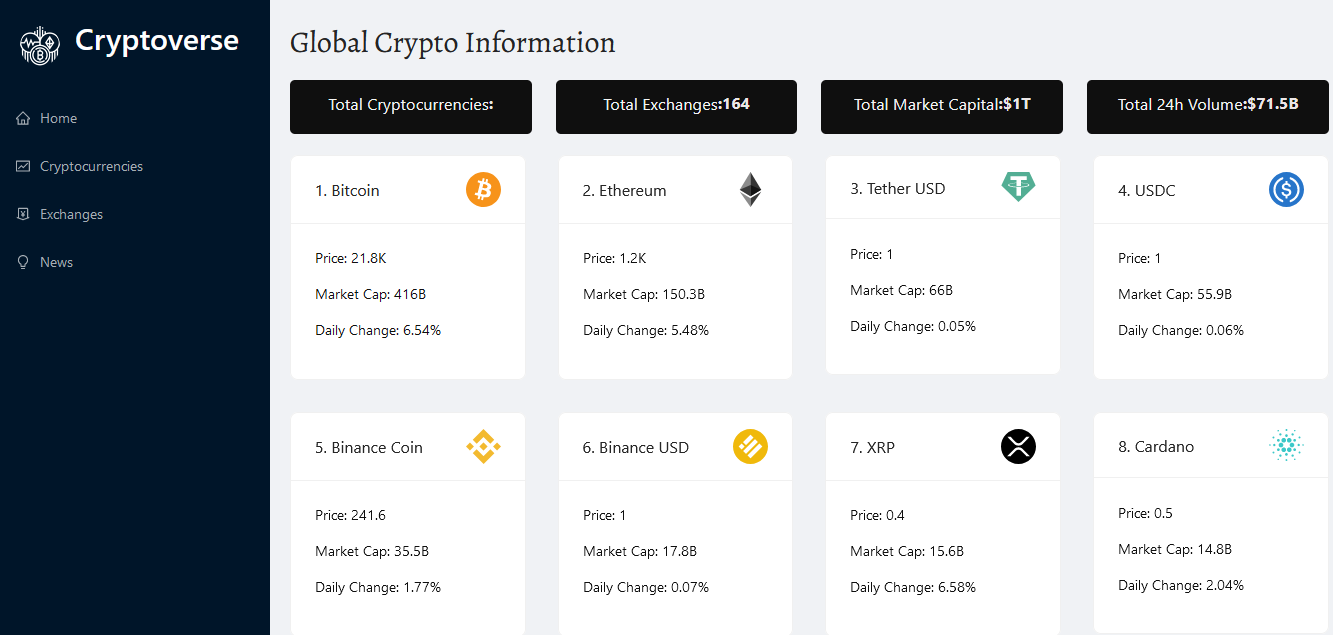 Cryptoverse
Home
Cryptocurrencies
Exchanges
News
Global Crypto Information
Total Cryptocurrencies:
Total Exchanges:164
Total Market Capital:$1T
Total 24h Volume:$71.5B
1. Bitcoin
Price: 21.8K
Market Cap: 416B
Daily Change: 6.54%
2. Ethereum
Price: 1.2K
Market Cap: 150.3B
Daily Change: 5.48%
3. Tether USD
Price: 1
Market Cap: 66B
Daily Change: 0.05%
4. USDC
Price: 1
Market Cap: 55.9B
Daily Change: 0.06%
5. Binance Coin
Price: 241.6
Market Cap: 35.5B
Daily Change: 1.77%
6. Binance USD
Price: 1
Market Cap: 17.8B
Daily Change: 0.07%
7. XRP
Price: 0.4
Market Cap: 15.6B
Daily Change: 6.58%
8. Cardano
Price: 0.5
Market Cap: 14.8B
Daily Change: 2.04%